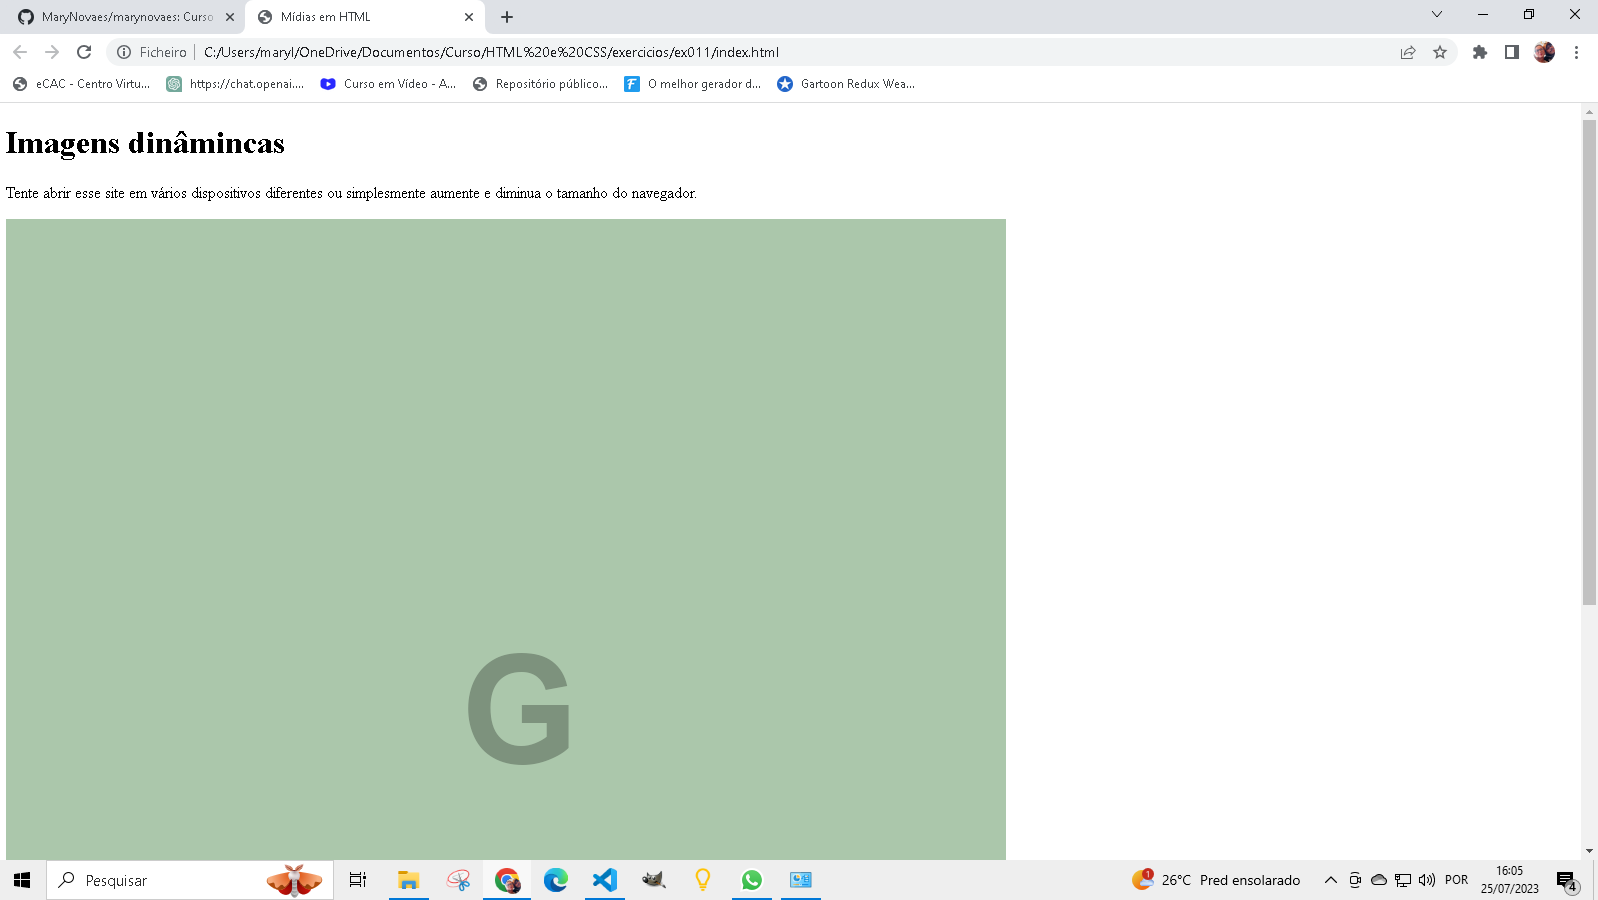 MaryNovaes/marynovaes: Curso
Mídias em HTML
Ficheiro
C:/Users/maryl/OneDrive/Documentos/Curso/HTML%20e%20CSS/exercicios/ex011/index.html
eCAC - Centro Virtu...
https://chat.openai....
Curso em Vídeo - A...
Repositório público...
O melhor gerador d...
Gartoon Redux Wea...
Imagens dinâmincas
Tente abrir esse site em vários dispositivos diferentes ou simplesmente aumente e diminua o tamanho do navegador.
G
Pesquisar
1
26°C Pred ensolarado
POR
16:05
25/07/2023
4